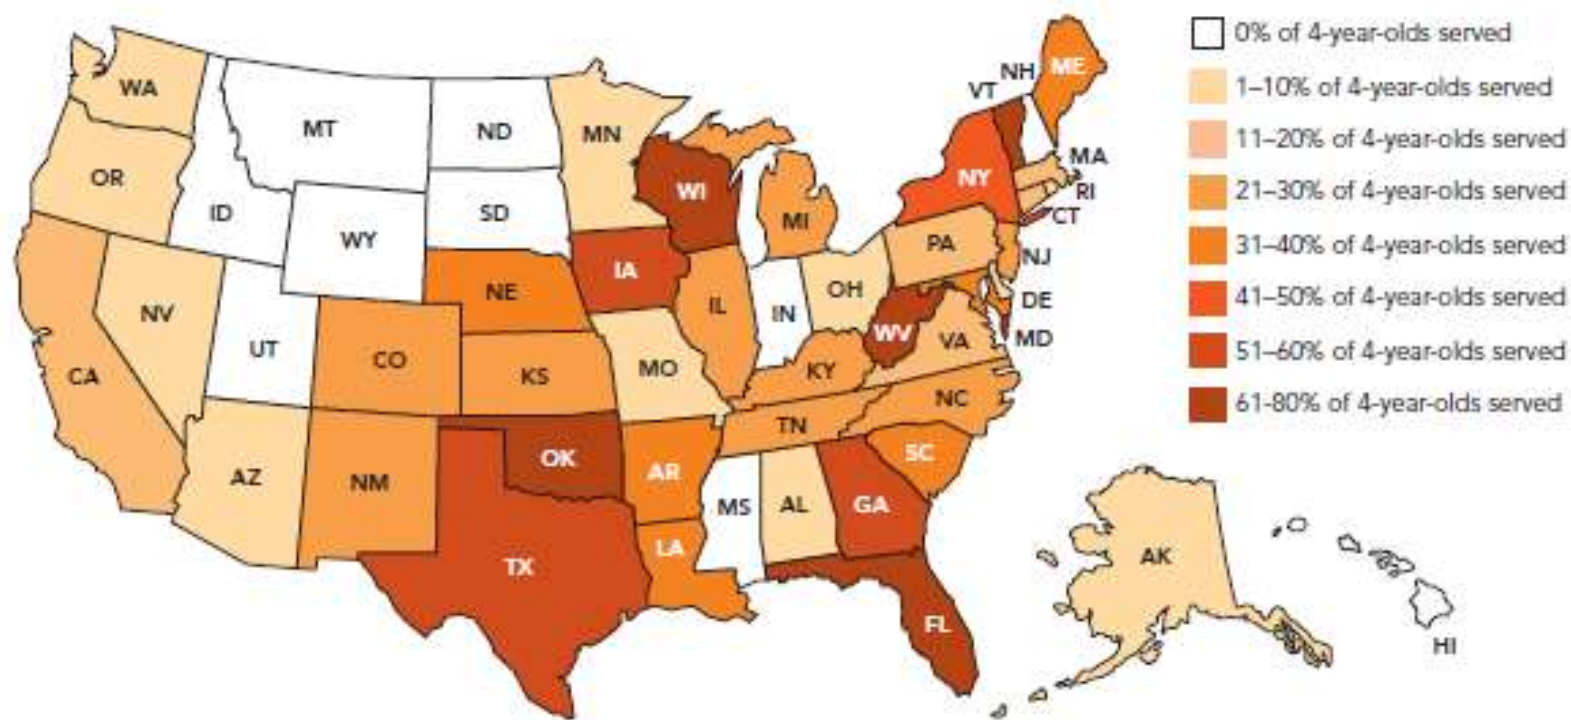 0% of 4-year-olds served
1–10% of 4-year-olds served
11–20% of 4-year-olds served
21–30% of 4-year-olds served
31–40% of 4-year-olds served
41–50% of 4-year-olds served
51–60% of 4-year-olds served
61-80% of 4-year-olds served
WA
MT
ND
MN
VT
NH
ME
OR
ID
SD
WI
NY
MA
RI
CT
WY
MI
PA
NJ
IA
NE
OH
DE
NV
IL
IN
WV
MD
UT
CO
VA
CA
KS
MO
KY
NC
TN
AZ
NM
OK
AR
SC
MS
AL
GA
TX
LA
AK
FL
HI